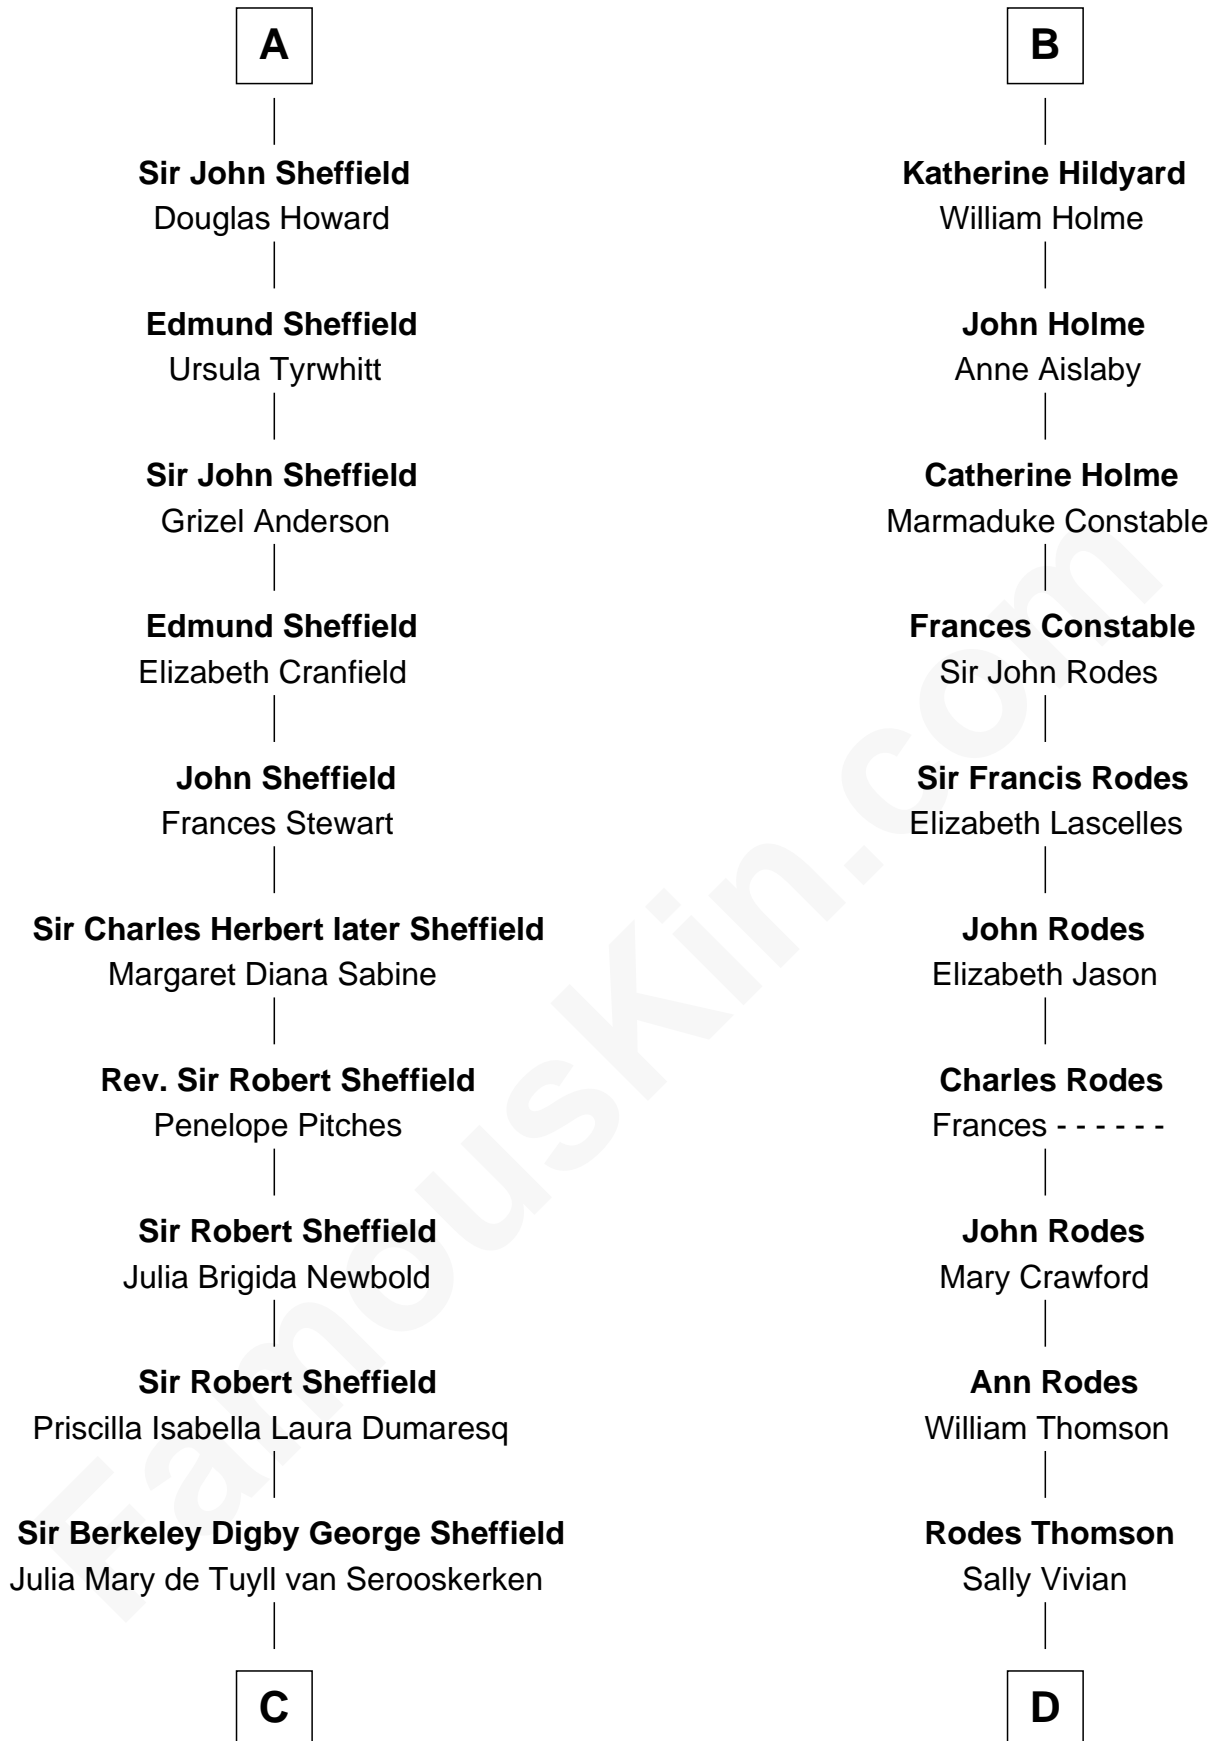 A
Sir John Sheffield
Douglas Howard
Edmund Sheffield
Ursula Tyrwhitt
Sir John Sheffield
Grizel Anderson
Edmund Sheffield
Elizabeth Cranfield
John Sheffield
Frances Stewart
Sir Charles Herbert later Sheffield
Margaret Diana Sabine
Rev. Sir Robert Sheffield
Penelope Pitches
Sir Robert Sheffield
Julia Brigida Newbold
Sir Robert Sheffield
Priscilla Isabella Laura Dumaresq
Sir Berkeley Digby George Sheffield
Julia Mary de Tuyll van Serooskerken
C
B
Katherine Hildyard
William Holme
John Holme
Anne Aislaby
Catherine Holme
Marmaduke Constable
Frances Constable
Sir John Rodes
Sir Francis Rodes
Elizabeth Lascelles
John Rodes
Elizabeth Jason
Charles Rodes
Frances - - - - - -
John Rodes
Mary Crawford
Ann Rodes
William Thomson
Rodes Thomson
Sally Vivian
D
FamousKin.com